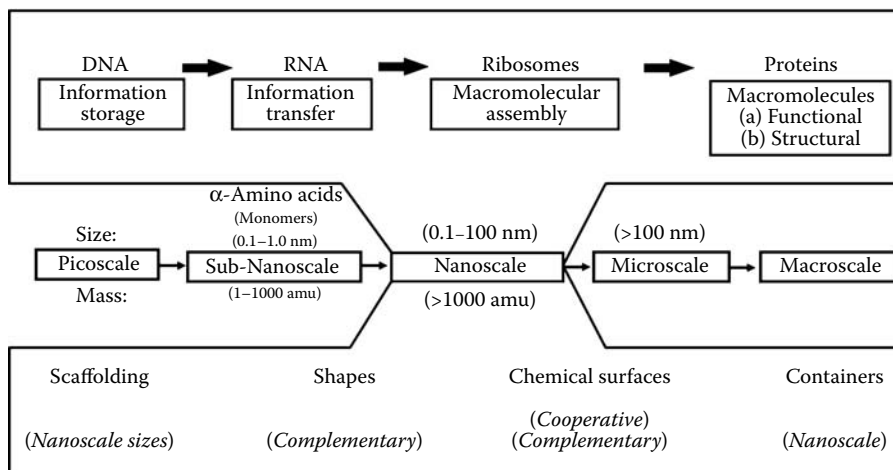 DNA RNA Ribosomes Proteins
Information storage
Information transfer
Macromolecular assembly
Macromolecules
(a) Functional
(b) Structural
α-Amino acids
(Monomers)
Size: (0.1–1.0 nm) (0.1–100 nm) (>100 nm)
Picoscale Sub-Nanoscale Nanoscale Microscale Macroscale
Mass: (1–1000 amu) (>1000 amu)
Scaffolding Shapes Chemical surfaces Containers
(Cooperative)
(Nanoscale sizes) (Complementary) (Complementary) (Nanoscale)